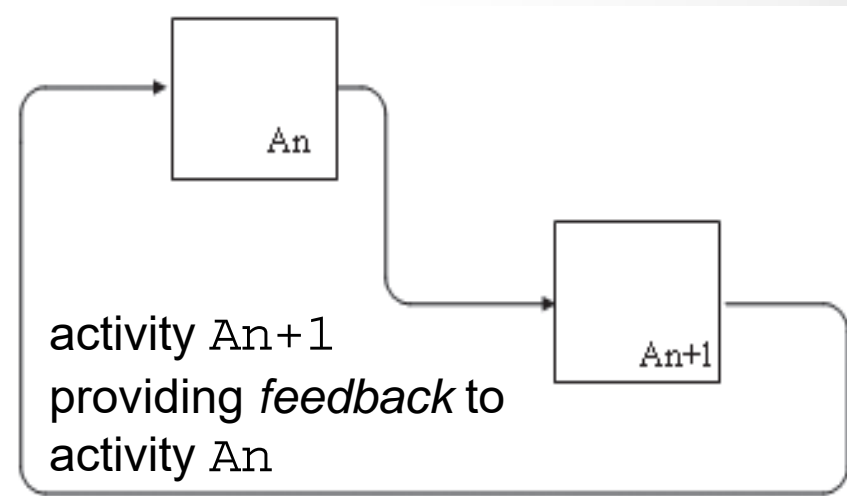 An
An+1
activity An+1
providing feedback to
activity An